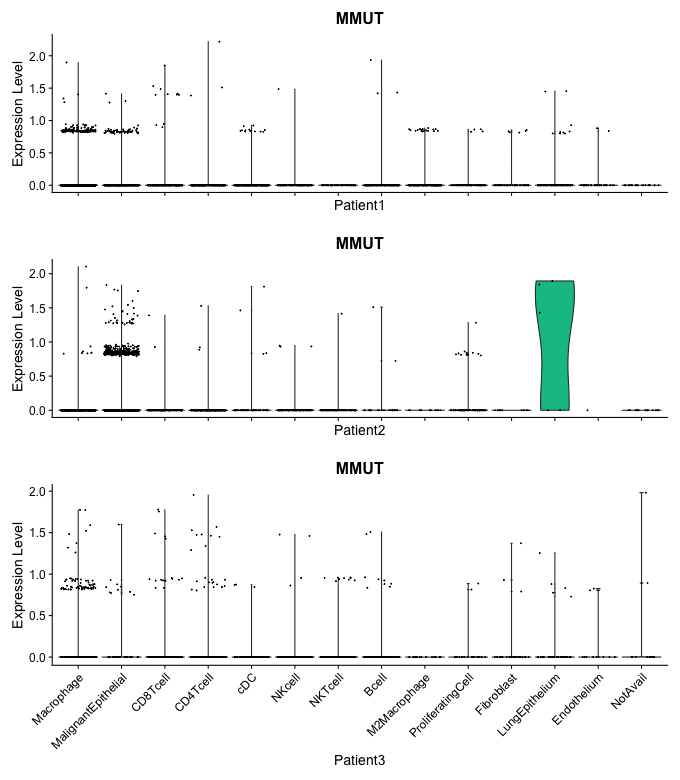 MMUT
Expression Level
2.0
1.5
1.0
0.5
0.0
Patient1
MMUT
Expression Level
2.0
1.5
1.0
0.5
0.0
Patient2
MMUT
Expression Level
2.0
1.5
1.0
0.5
0.0
Macrophage
MalignantEpithelial
CD8Tcell
CD4Tcell
cDC
NKcell
NKTcell
Bcell
M2Macrophage
ProliferatingCell
Fibroblast
LungEpithelium
Endothelium
NotAvail
Patient3